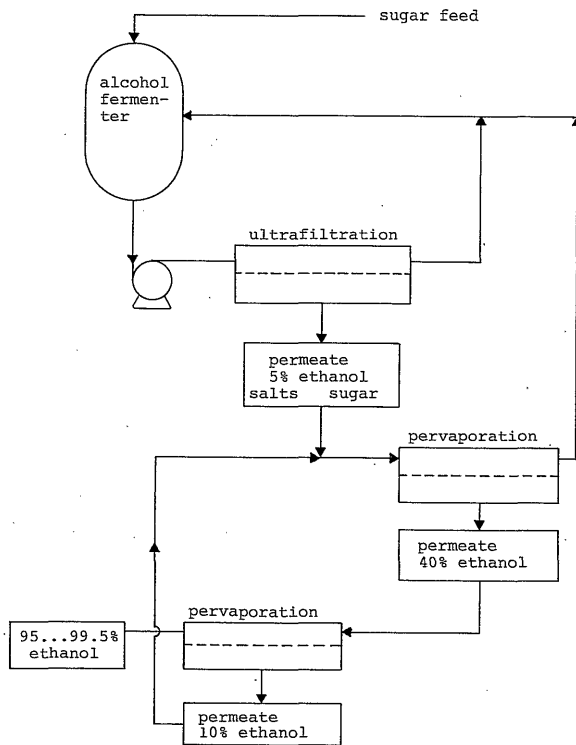 sugar feed
alcohol
fermen-
ter
ultrafiltration
permeate
5% ethanol
salts sugar
pervaporation
permeate
40% ethanol
pervaporation
95...99.5%
ethanol
permeate
10% ethanol